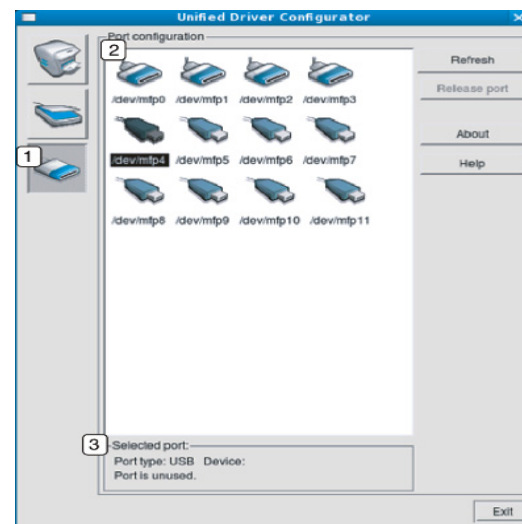 Unified Driver Configurator
Port configuration
2
Refresh
/dev/mfp0 /dev/mfp1 /dev/mfp2 /dev/mfp3
Release port
About
1
/dev/mfp4 /dev/mfp5 /dev/mfp6 /dev/mfp7
Help
/dev/mfp8 /dev/mfp9 /dev/mfp10 /dev/mfp11
3
Selected port:
Port type: USB Device:
Port is unused.
Exit